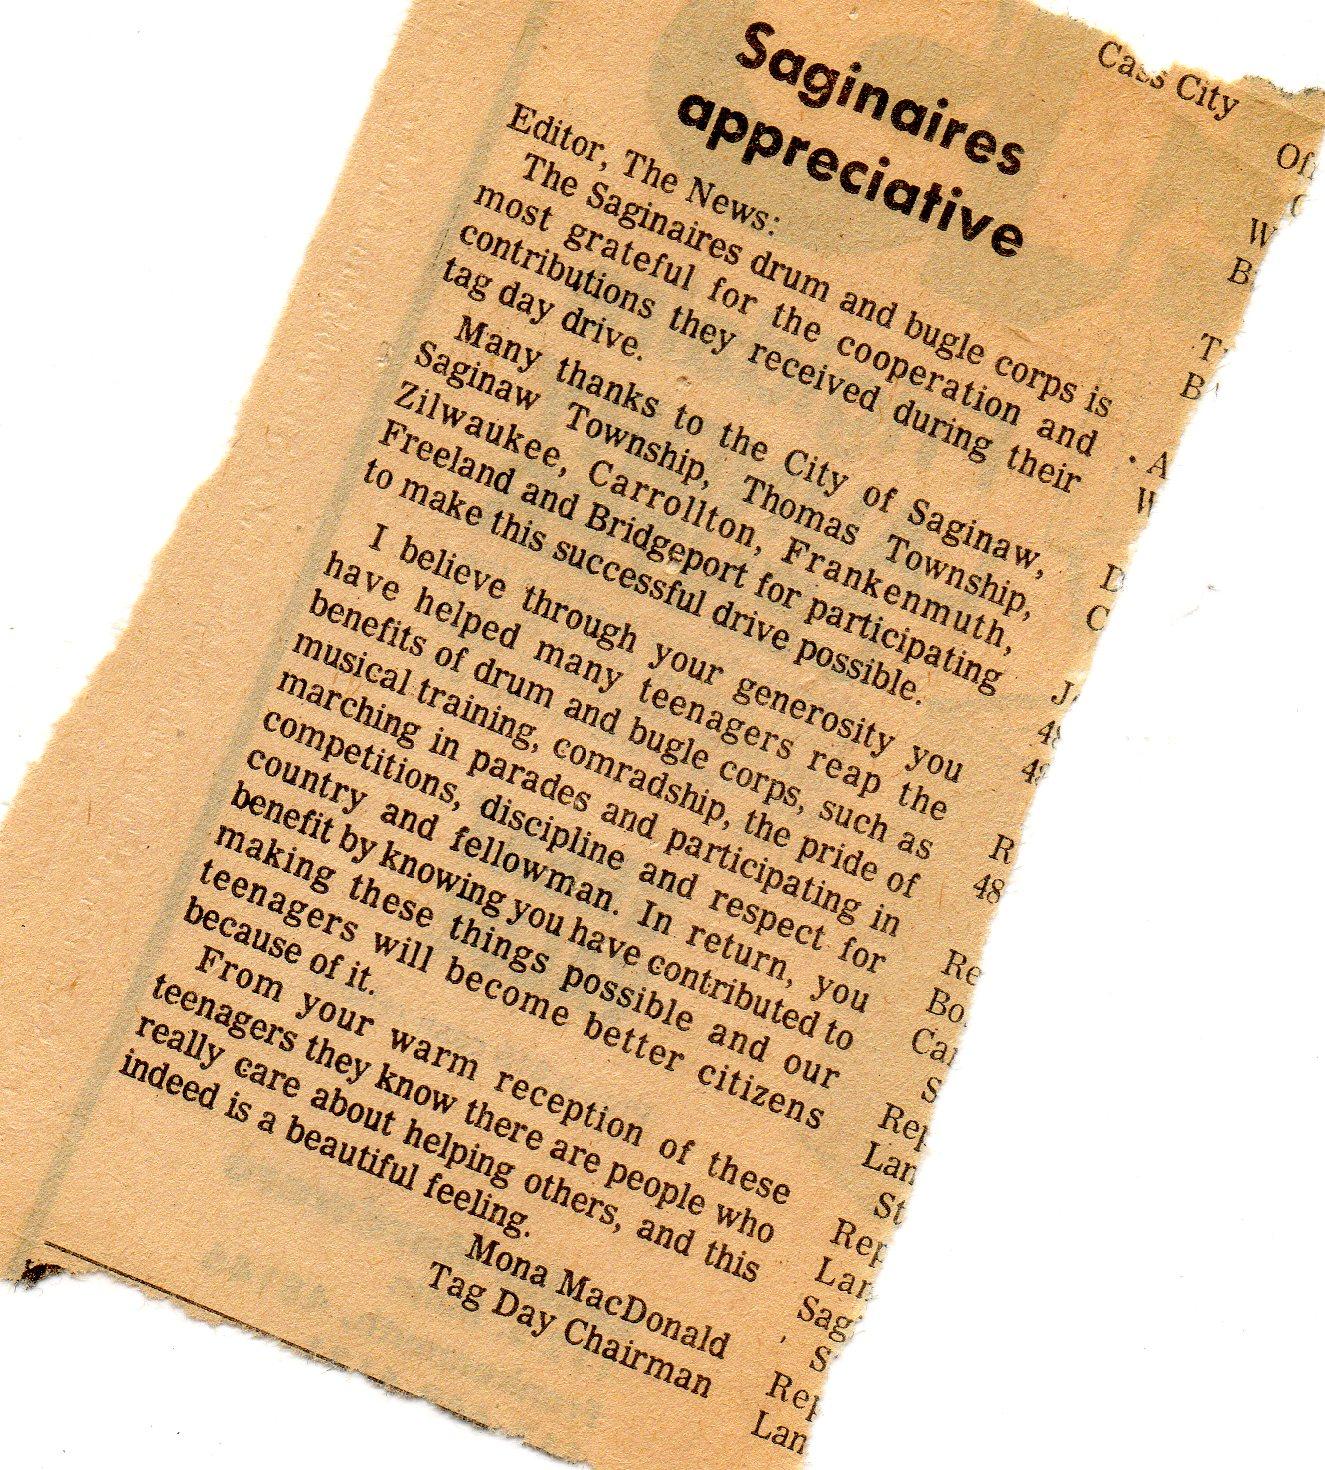 Saginaires
appreciative
Editor, The News:
The Saginaires drum and bugle corps is
most grateful for the cooperation and
contributions they received during their
tag day drive.
Many thanks to the City of Saginaw,
Saginaw Township, Thomas Township,
Zilwaukee, Carrollton, Frankenmuth,
Freeland and Bridgeport for participating
to make this successful drive possible.
I believe through your generosity you
have helped many teenagers reap the
benefits of drum and bugle corps, such as
musical training, comradship, the pride of
marching in parades and participating in
competitions, discipline and respect for
country and fellowman. In return, you
benefit by knowing you have contributed to
making these things possible and our
teenagers will become better citizens
because of it.
From your warm reception of these
teenagers they know there are people who
really care about helping others, and this
indeed is a beautiful feeling.
Mona MacDonald
Tag Day Chairman
Cass City